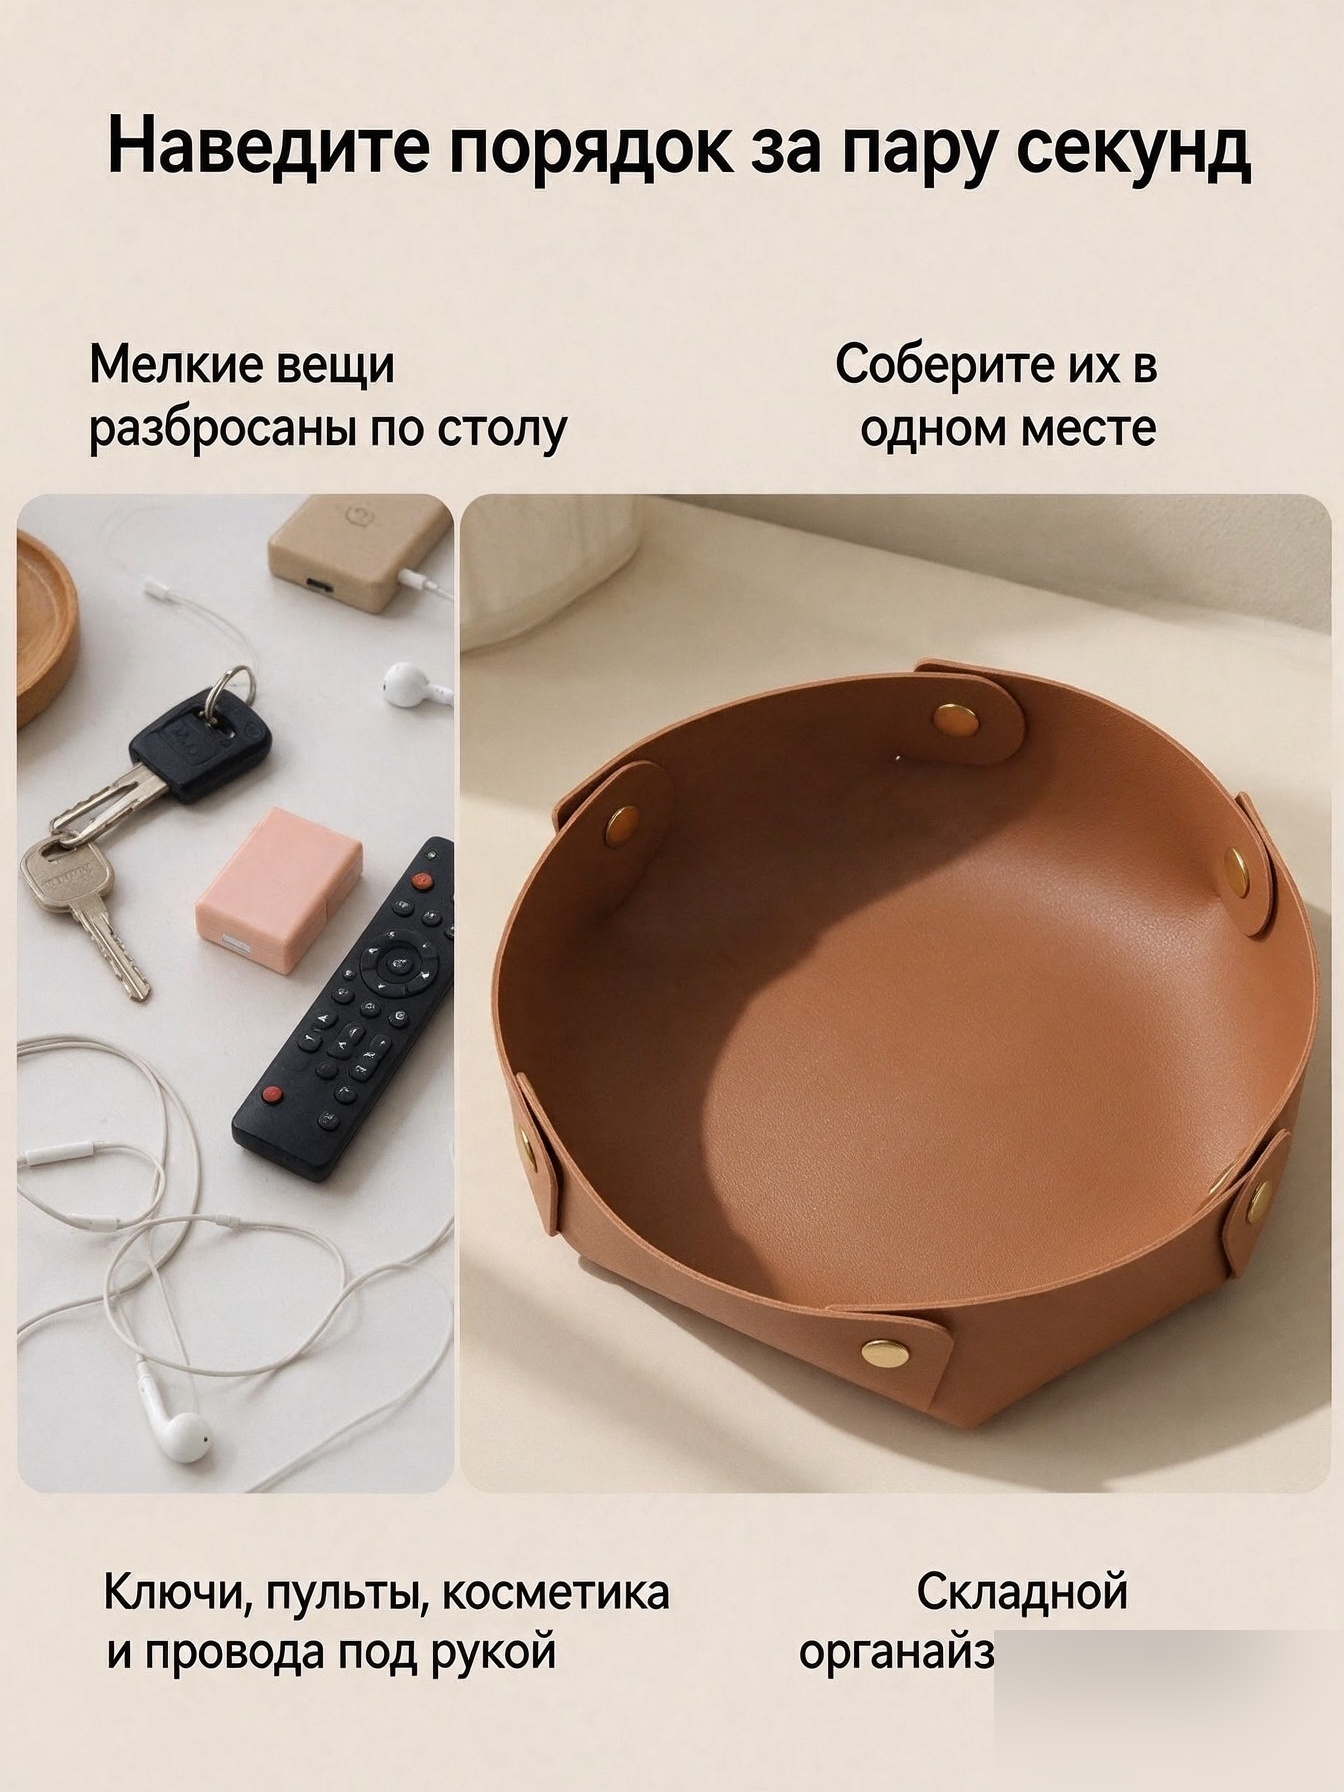 Наведите порядок за пару секунд
Мелкие вещи
разбросаны по столу
Соберите их в
одном месте
Ключи, пульты, косметика
и провода под рукой
Складной